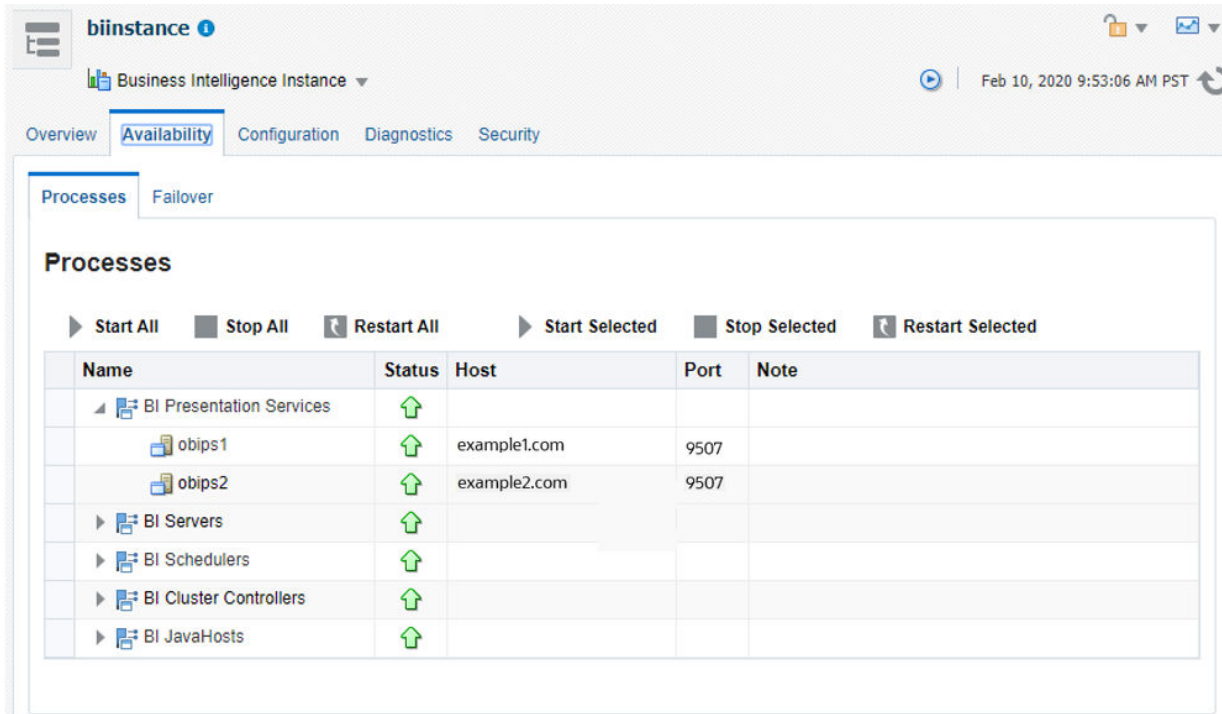 biinstance
Business Intelligence Instance
Feb 10, 2020 9:53:06 AM PST
Overview Availability Configuration Diagnostics Security
Processes Failover
Processes
Start All Stop All Restart All Start Selected Stop Selected Restart Selected
Name Status Host Port Note
BI Presentation Services
obips1 example1.com 9507
obips2 example2.com 9507
BI Servers
BI Schedulers
BI Cluster Controllers
BI JavaHosts